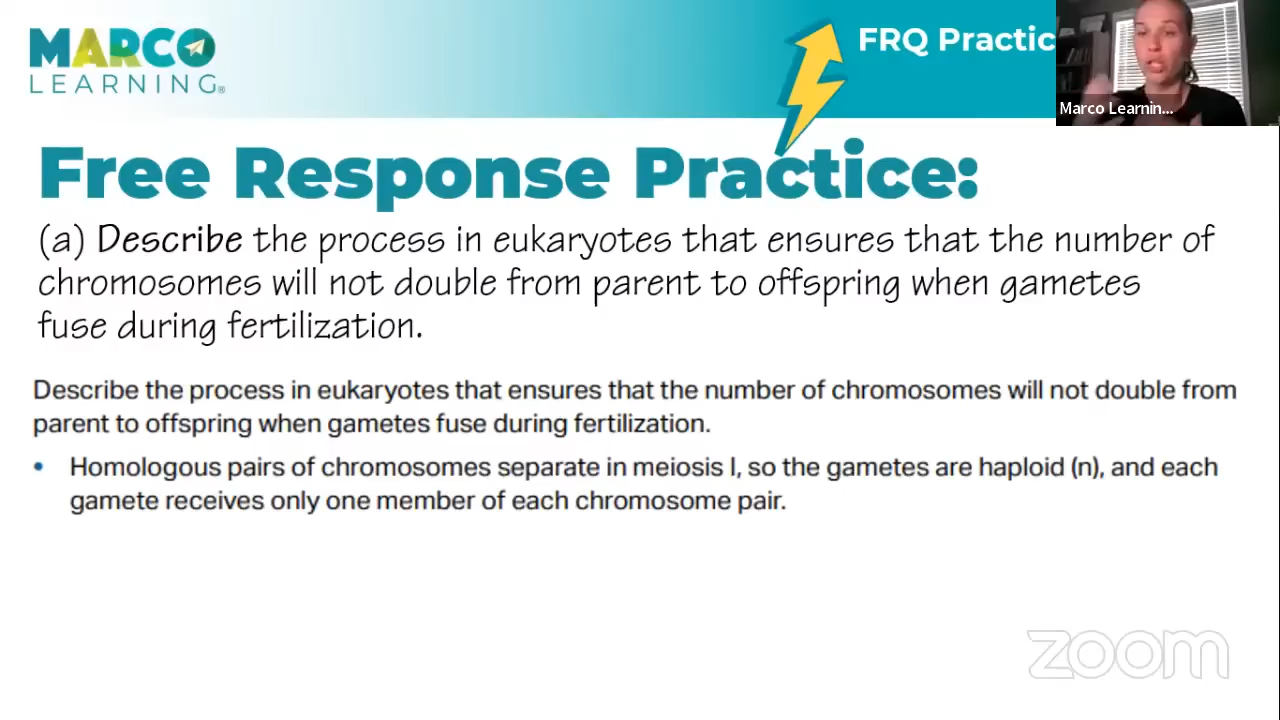 MARCO
LEARNING®
FRQ Practic
Marco Learnin...
Free Response Practice:
(a) Describe the process in eukaryotes that ensures that the number of
chromosomes will not double from parent to offspring when gametes
fuse during fertilization.
Describe the process in eukaryotes that ensures that the number of chromosomes will not double from
parent to offspring when gametes fuse during fertilization.
• Homologous pairs of chromosomes separate in meiosis I, so the gametes are haploid (n), and each
gamete receives only one member of each chromosome pair.
zoom